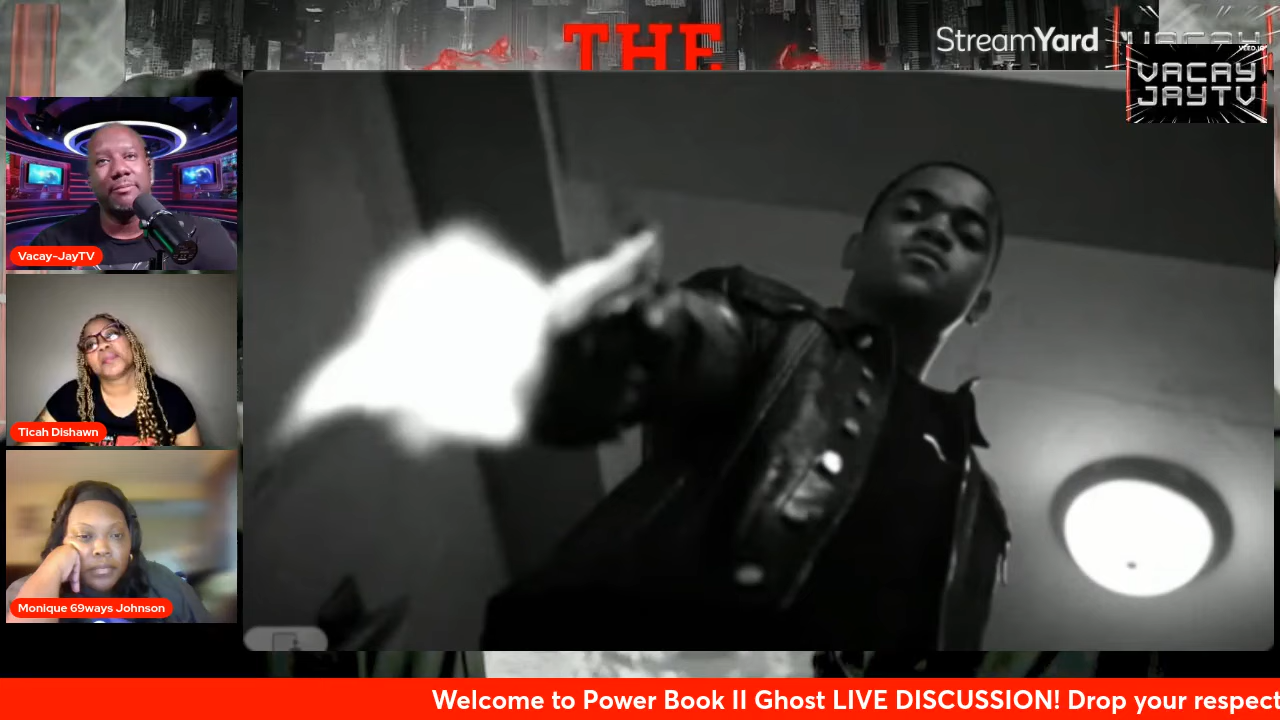 THE
StreamYard
VACAY
JAYTV
Vacay-JayTV
Ticah Dishawn
Monique 69ways Johnson
Welcome to Power Book II Ghost LIVE DISCUSSION! Drop your respect